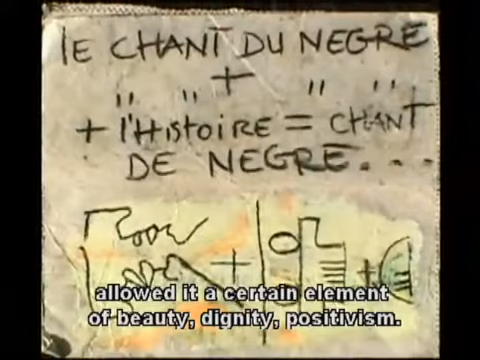 lE CHANT DU NEGRE
+
" " " "
+ l'Histoire = CHANT
DE NEGRE...
+ +
allowed it a certain element
of beauty, dignity, positivism.